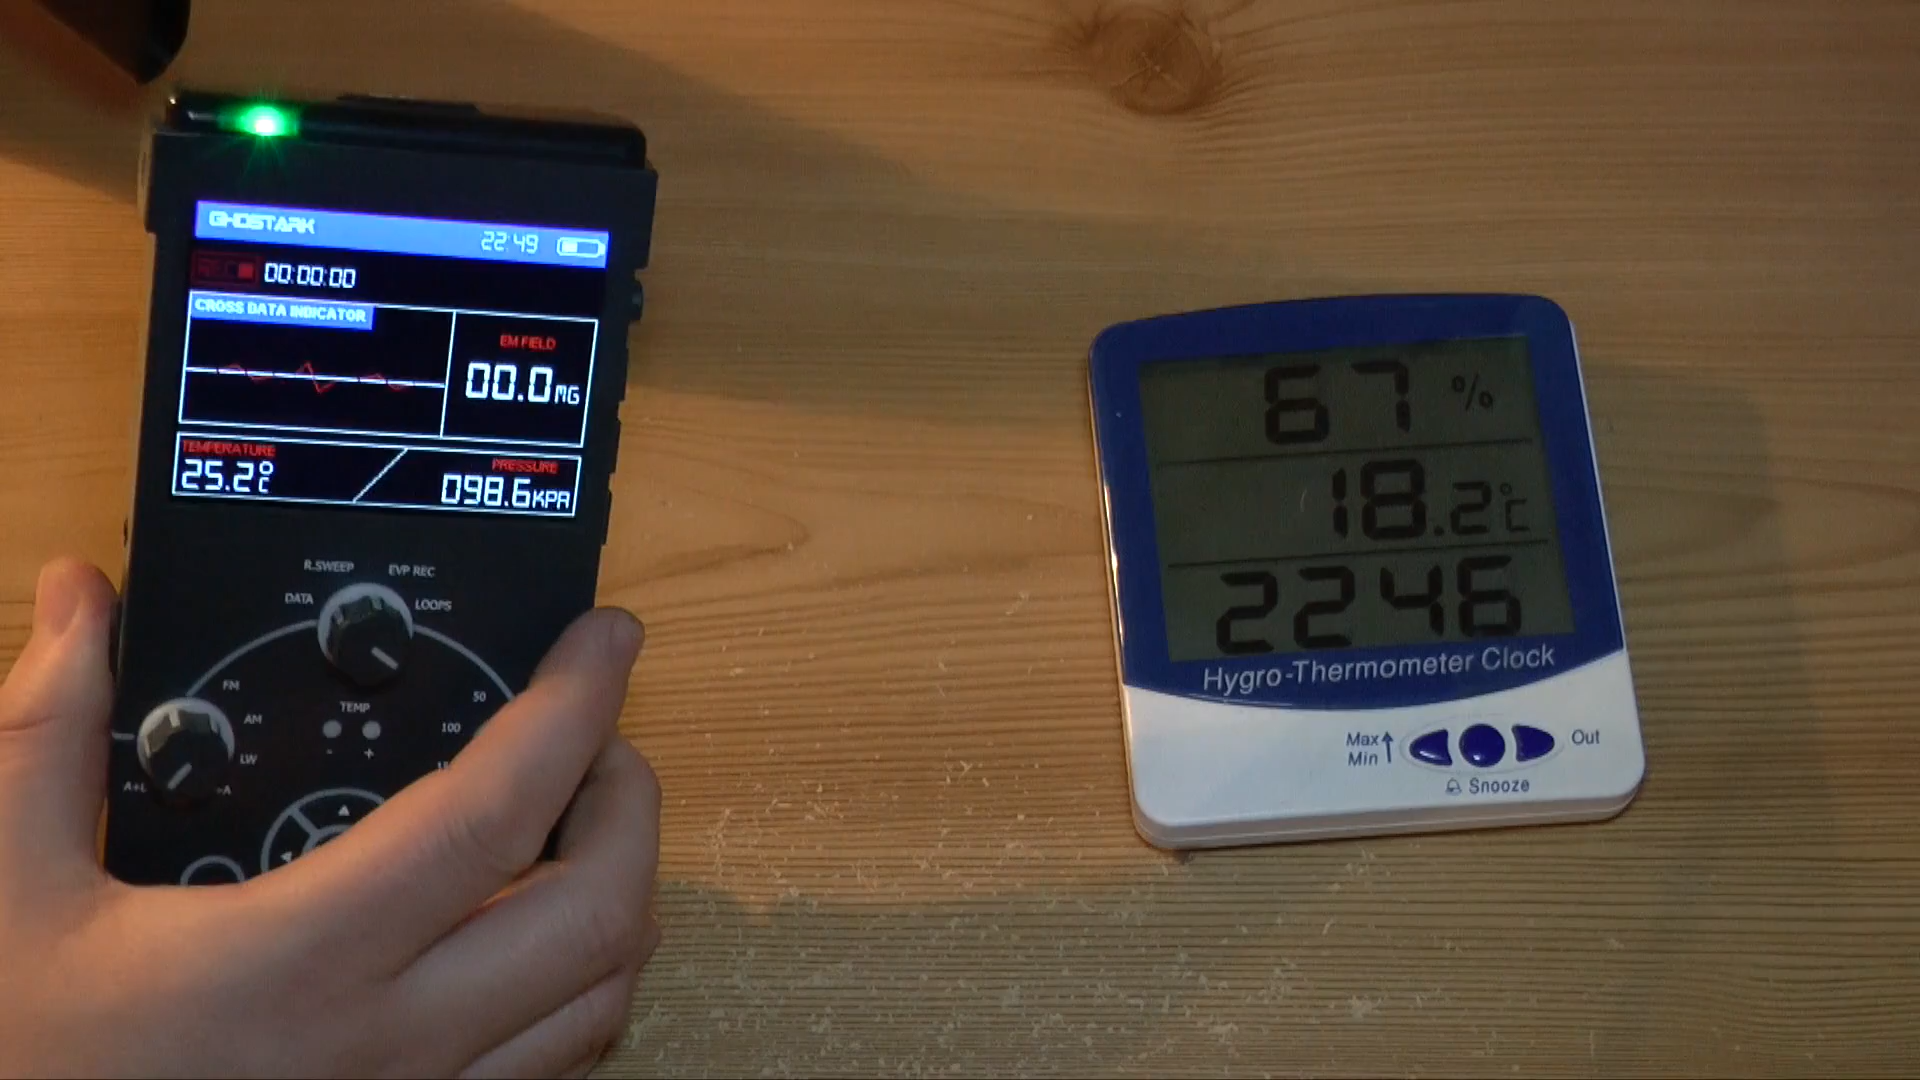 GHOSTARK
22:49
00:00:00
CROSS DATA INDICATOR
EM FIELD
00.0MG
TEMPERATURE
25.2°C
PRESSURE
098.6KPA
R.SWEEP
EVP REC
DATA
LOOPS
FM
AM
LW
TEMP
-
+
50
100
67 %
18.2°C
2246
Hygro-Thermometer Clock
Max
Min
Out
Snooze